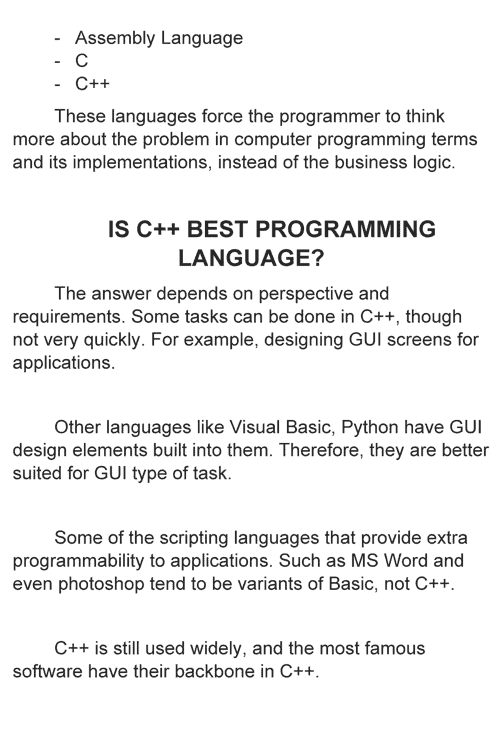 - Assembly Language
- C
- C++
These languages force the programmer to think
more about the problem in computer programming terms
and its implementations, instead of the business logic.
IS C++ BEST PROGRAMMING
LANGUAGE?
The answer depends on perspective and
requirements. Some tasks can be done in C++, though
not very quickly. For example, designing GUI screens for
applications.
Other languages like Visual Basic, Python have GUI
design elements built into them. Therefore, they are better
suited for GUI type of task.
Some of the scripting languages that provide extra
programmability to applications. Such as MS Word and
even photoshop tend to be variants of Basic, not C++.
C++ is still used widely, and the most famous
software have their backbone in C++.